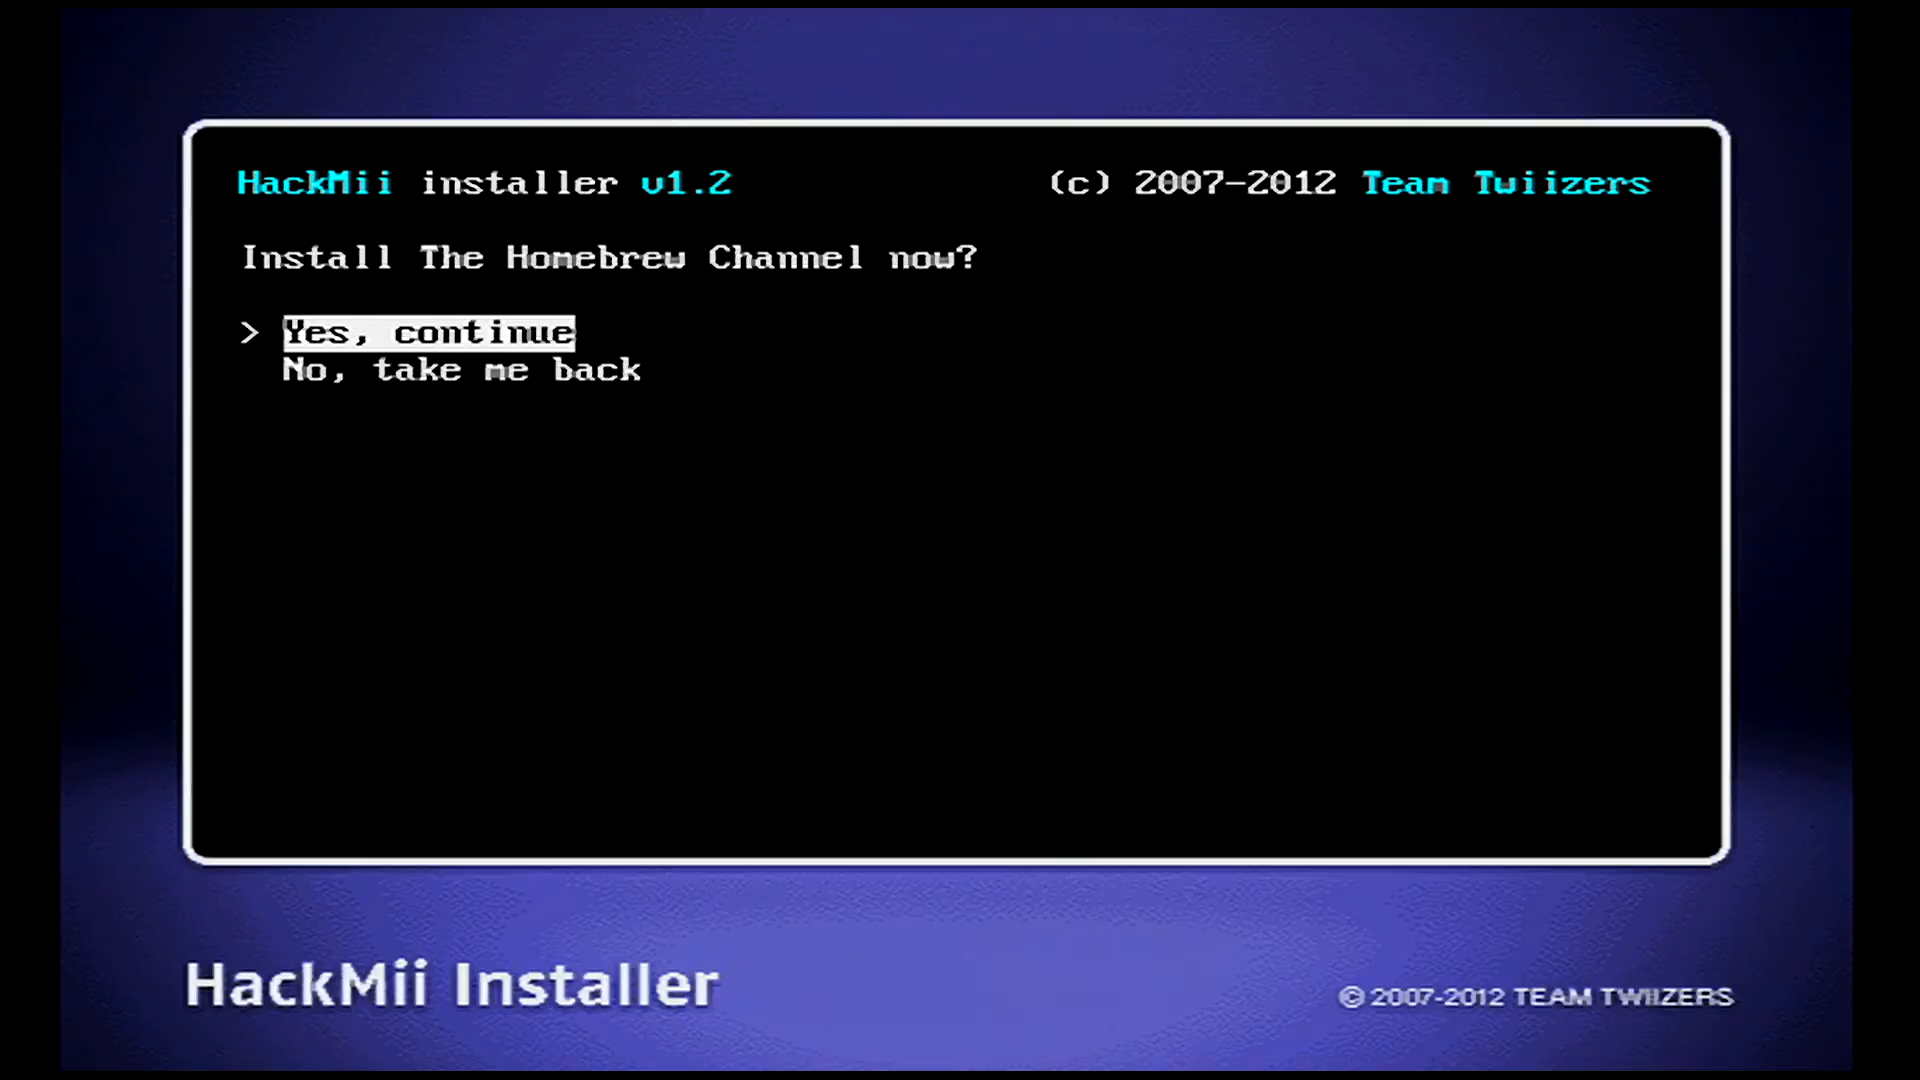 HackMii installer v1.2 (c) 2007-2012 Team Twiizers
Install The Homebrew Channel now?
> Yes, continue
No, take me back
HackMii Installer
© 2007-2012 TEAM TWIIZERS